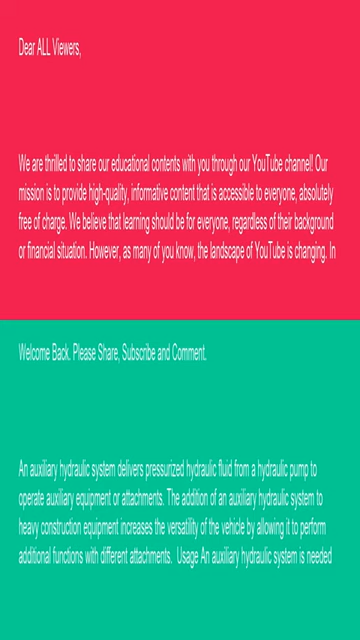 Dear ALL Viewers,
We are thrilled to share our educational contents with you through our YouTube channel! Our
mission is to provide high-quality, informative content that is accessible to everyone, absolutely
free of charge. We believe that learning should be for everyone, regardless of their background
or financial situation. However, as many of you know, the landscape of YouTube is changing. In
Welcome Back. Please Share, Subscribe and Comment.
An auxiliary hydraulic system delivers pressurized hydraulic fluid from a hydraulic pump to
operate auxiliary equipment or attachments. The addition of an auxiliary hydraulic system to
heavy construction equipment increases the versatility of the vehicle by allowing it to perform
additional functions with different attachments.  Usage An auxiliary hydraulic system is needed